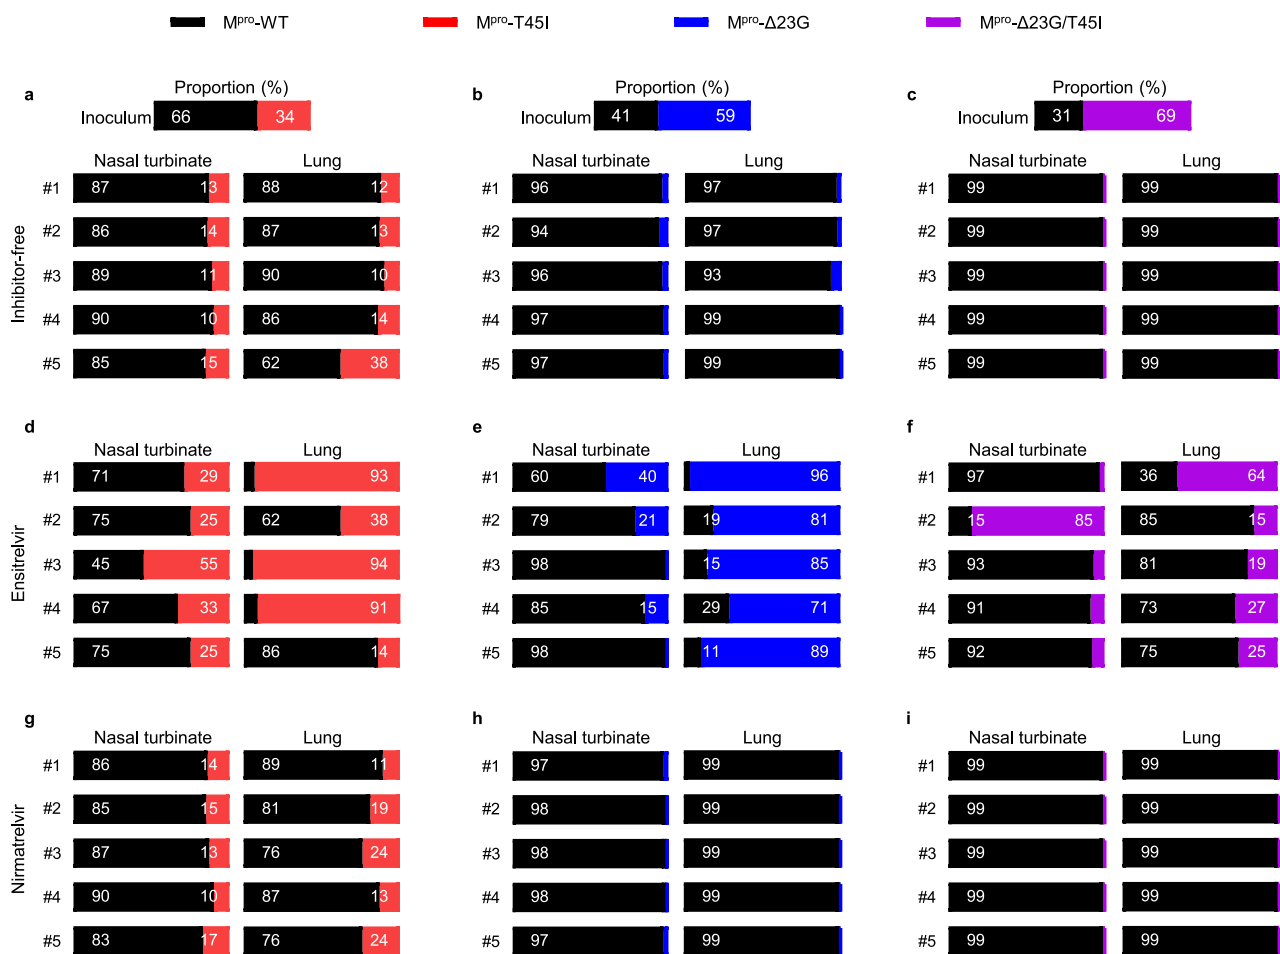 Mpro-WT Mpro-T45I Mpro-Δ23G Mpro-Δ23G/T45I
a Proportion (%) b Proportion (%) c Proportion (%)
Inoculum 66 34 Inoculum 41 59 Inoculum 31 69
Nasal turbinate Lung Nasal turbinate Lung Nasal turbinate Lung
Inhibitor-free
#1 87 13 88 12 #1 96 97 #1 99 99
#2 86 14 87 13 #2 94 97 #2 99 99
#3 89 11 90 10 #3 96 93 #3 99 99
#4 90 10 86 14 #4 97 99 #4 99 99
#5 85 15 62 38 #5 97 99 #5 99 99
d e f
Nasal turbinate Lung Nasal turbinate Lung Nasal turbinate Lung
Ensitrelvir
#1 71 29 93 #1 60 40 96 #1 97 36 64
#2 75 25 62 38 #2 79 21 19 81 #2 15 85 85 15
#3 45 55 94 #3 98 15 85 #3 93 81 19
#4 67 33 91 #4 85 15 29 71 #4 91 73 27
#5 75 25 86 14 #5 98 11 89 #5 92 75 25
g h i
Nasal turbinate Lung Nasal turbinate Lung Nasal turbinate Lung
Nirmatrelvir
#1 86 14 89 11 #1 97 99 #1 99 99
#2 85 15 81 19 #2 98 99 #2 99 99
#3 87 13 76 24 #3 98 99 #3 99 99
#4 90 10 87 13 #4 98 99 #4 99 99
#5 83 17 76 24 #5 97 99 #5 99 99